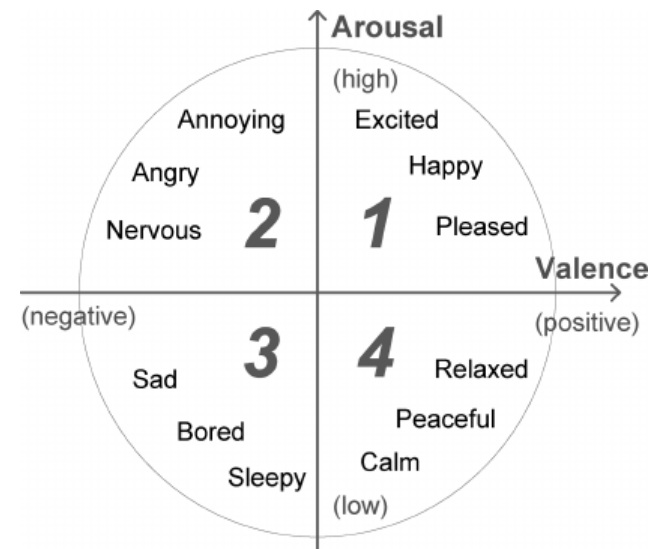 Arousal
(high)
Annoying
Excited
Angry
Happy
Nervous
2
1
Pleased
Valence
(negative)
(positive)
3
4
Sad
Relaxed
Bored
Peaceful
Sleepy
Calm
(low)